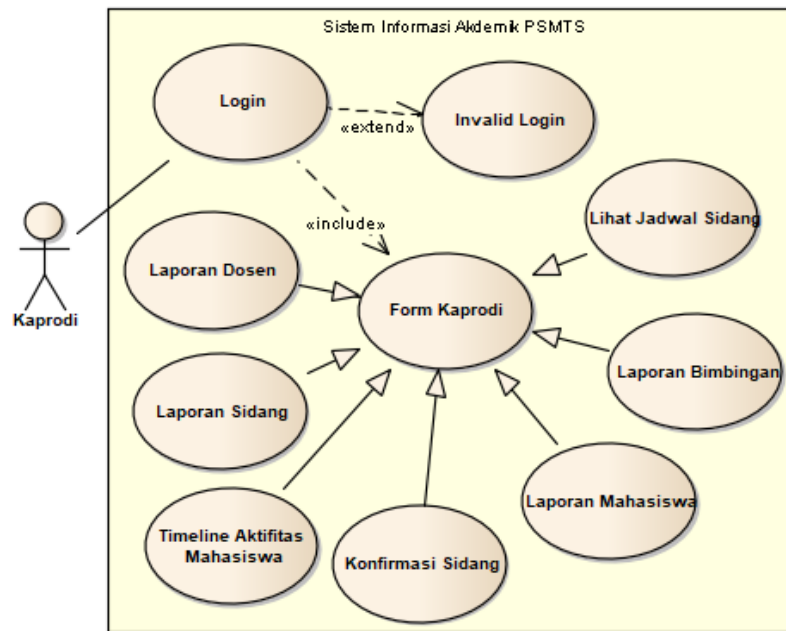 Sistem Informasi Akdemik PSMTS
Login
«extend»
Invalid Login
«include»
Kaprodi
Lihat Jadwal Sidang
Laporan Dosen
Form Kaprodi
Laporan Bimbingan
Laporan Sidang
Laporan Mahasiswa
Timeline Aktifitas
Mahasiswa
Konfirmasi Sidang